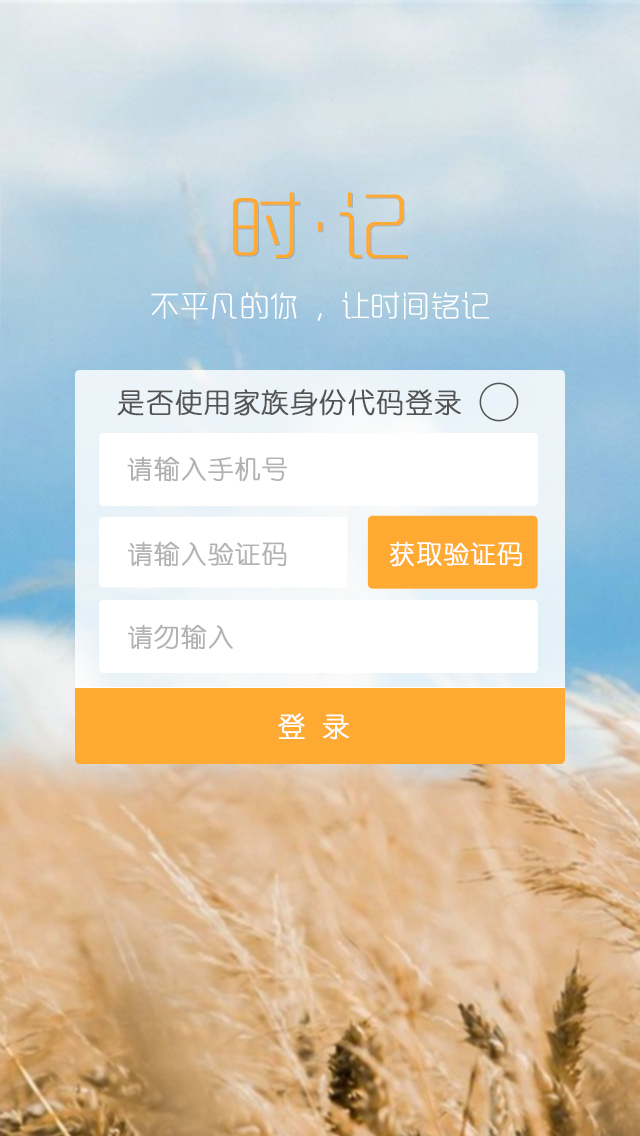 时·记
不平凡的你，让时间铭记
是否使用家族身份代码登录
请输入手机号
请输入验证码 获取验证码
请勿输入
登 录